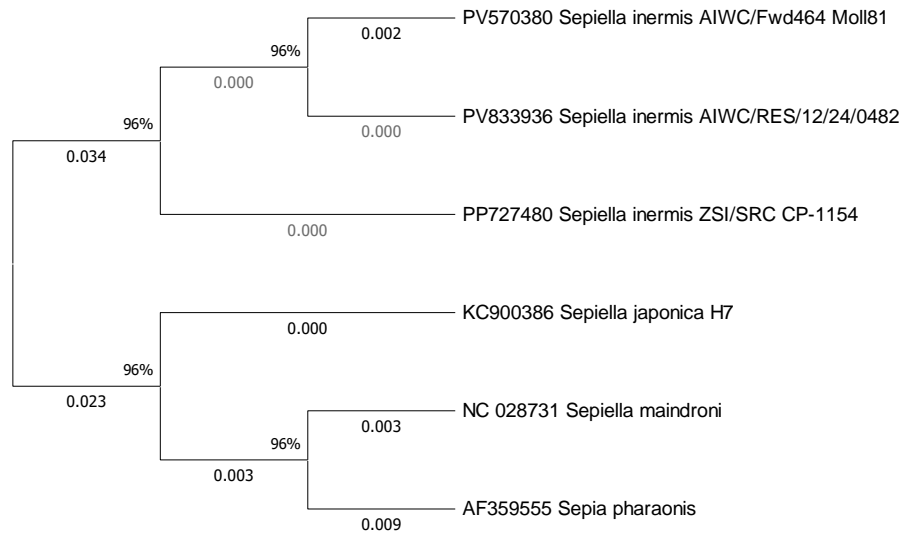 PV570380 Sepiella inermis AIWC/Fwd464 Moll81
0.002
96%
0.000
PV833936 Sepiella inermis AIWC/RES/12/24/0482
0.000
96%
0.034
PP727480 Sepiella inermis ZSI/SRC CP-1154
0.000
KC900386 Sepiella japonica H7
0.000
96%
0.023
NC 028731 Sepiella maindroni
0.003
96%
0.003
AF359555 Sepia pharaonis
0.009